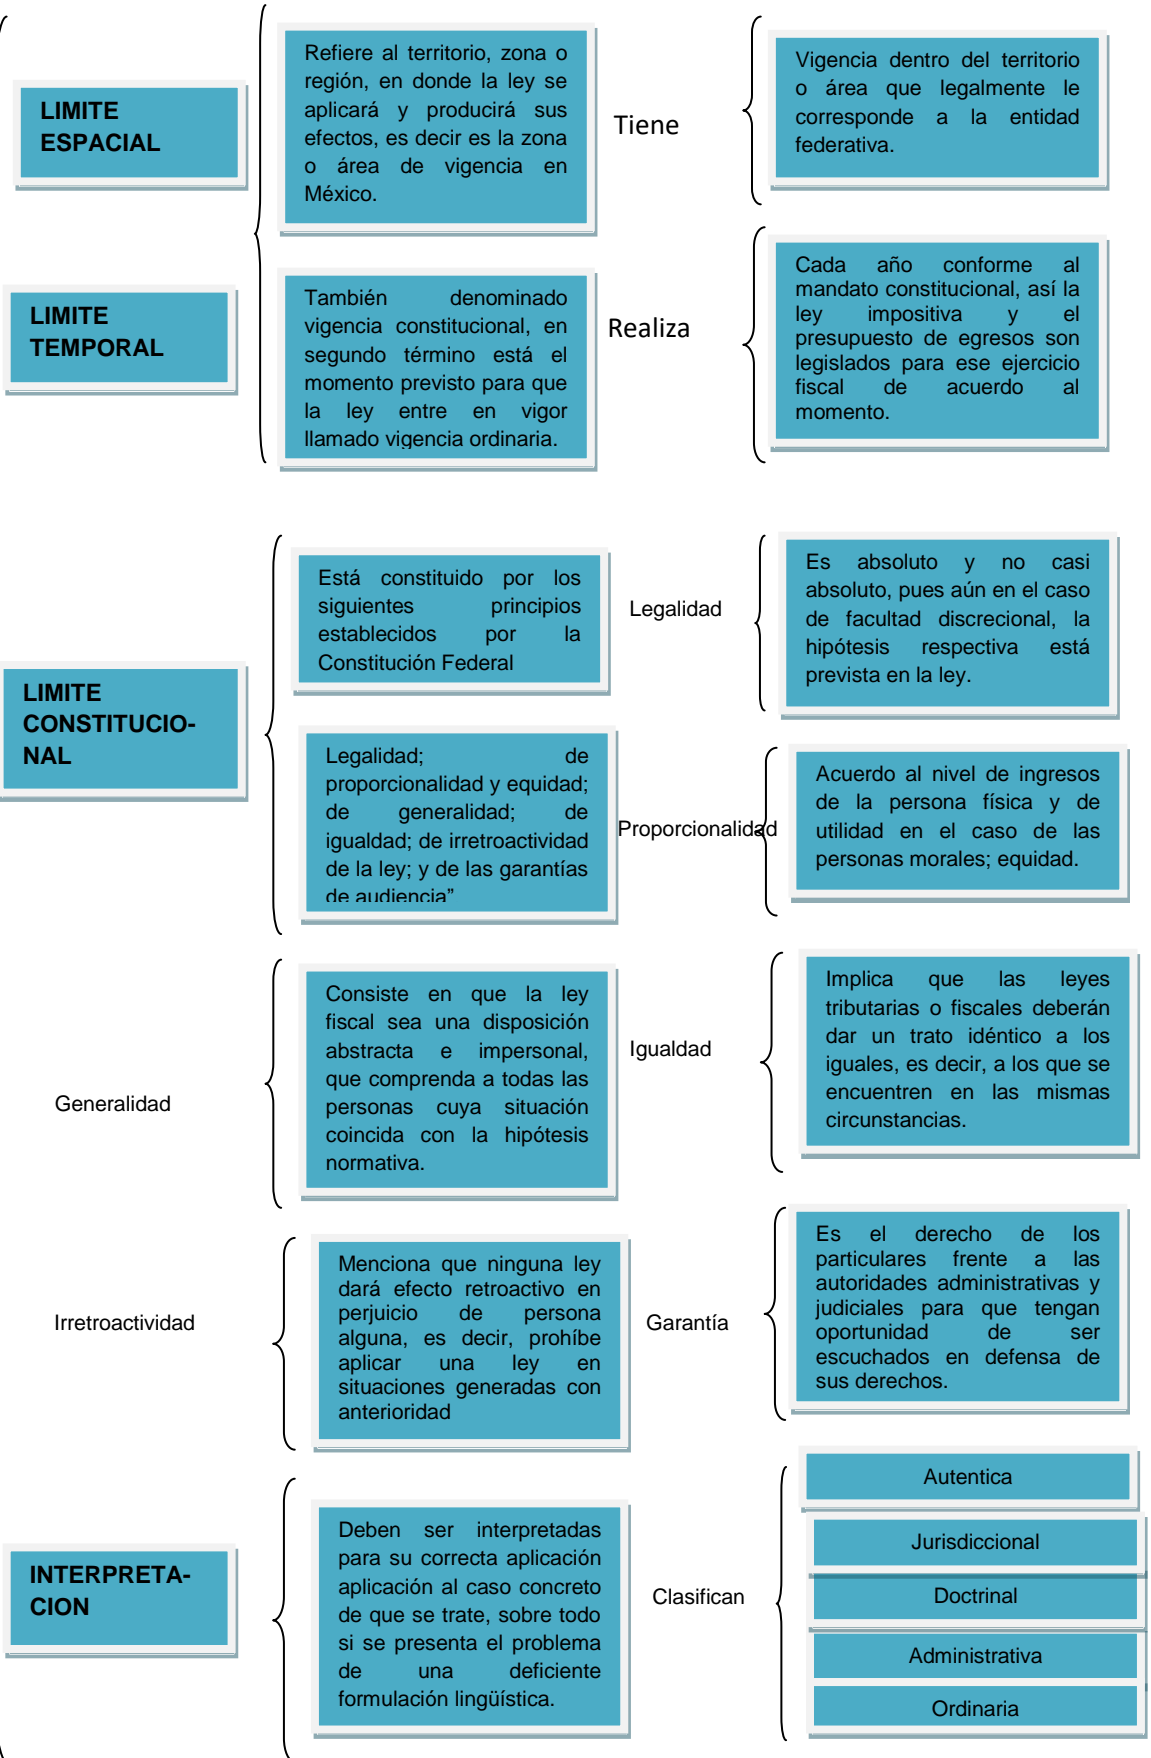 LIMITE
ESPACIAL
Refiere al territorio, zona o
región, en donde la ley se
aplicará y producirá sus
efectos, es decir es la zona
o área de vigencia en
México.
Tiene
Vigencia dentro del territorio
o área que legalmente le
corresponde a la entidad
federativa.
LIMITE
TEMPORAL
También denominado
vigencia constitucional, en
segundo término está el
momento previsto para que
la ley entre en vigor
llamado vigencia ordinaria.
Realiza
Cada año conforme al
mandato constitucional, así la
ley impositiva y el
presupuesto de egresos son
legislados para ese ejercicio
fiscal de acuerdo al
momento.
LIMITE
CONSTITUCIO-
NAL
Está constituido por los
siguientes principios
establecidos por la
Constitución Federal
Legalidad
Es absoluto y no casi
absoluto, pues aún en el caso
de facultad discrecional, la
hipótesis respectiva está
prevista en la ley.
Legalidad; de
proporcionalidad y equidad;
de generalidad; de
igualdad; de irretroactividad
de la ley; y de las garantías
de audiencia”
Proporcionalidad
Acuerdo al nivel de ingresos
de la persona física y de
utilidad en el caso de las
personas morales; equidad.
Generalidad
Consiste en que la ley
fiscal sea una disposición
abstracta e impersonal,
que comprenda a todas las
personas cuya situación
coincida con la hipótesis
normativa.
Igualdad
Implica que las leyes
tributarias o fiscales deberán
dar un trato idéntico a los
iguales, es decir, a los que se
encuentren en las mismas
circunstancias.
Irretroactividad
Menciona que ninguna ley
dará efecto retroactivo en
perjuicio de persona
alguna, es decir, prohíbe
aplicar una ley en
situaciones generadas con
anterioridad
Garantía
Es el derecho de los
particulares frente a las
autoridades administrativas y
judiciales para que tengan
oportunidad de ser
escuchados en defensa de
sus derechos.
INTERPRETA-
CION
Deben ser interpretadas
para su correcta aplicación
aplicación al caso concreto
de que se trate, sobre todo
si se presenta el problema
de una deficiente
formulación lingüística.
Clasifican
Autentica
Jurisdiccional
Doctrinal
Administrativa
Ordinaria